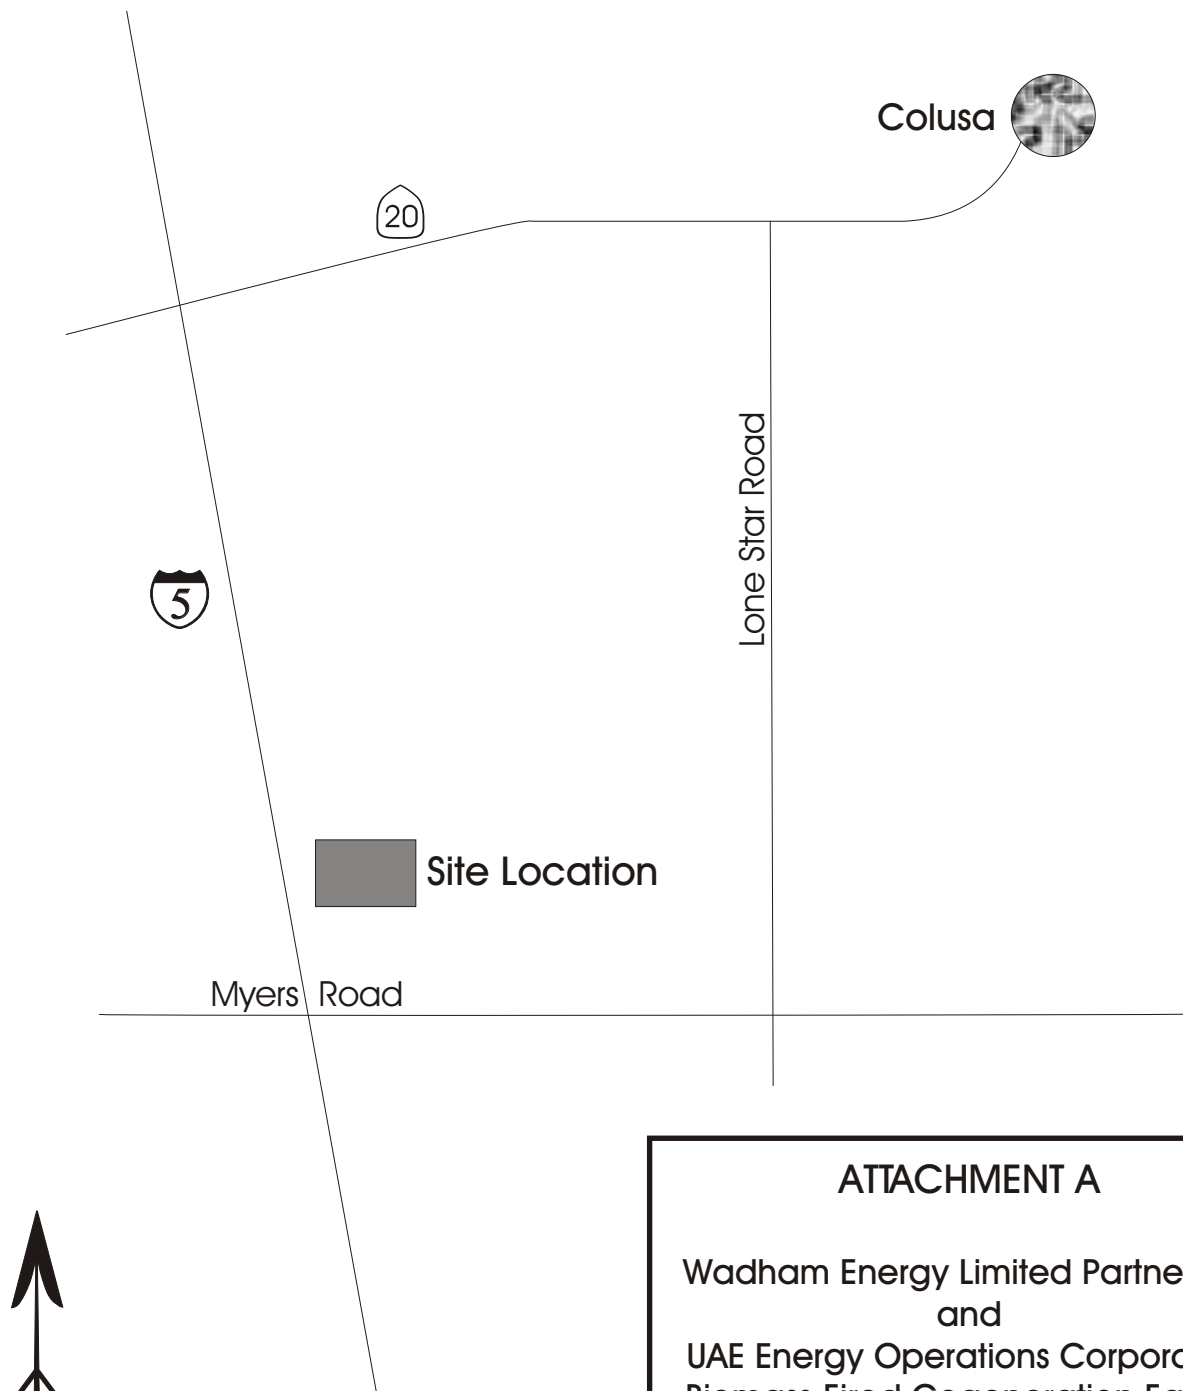 Colusa
20
Lone Star Road
5
Site Location
Myers Road
ATTACHMENT A
Wadham Energy Limited
and
UAE Energy Operations